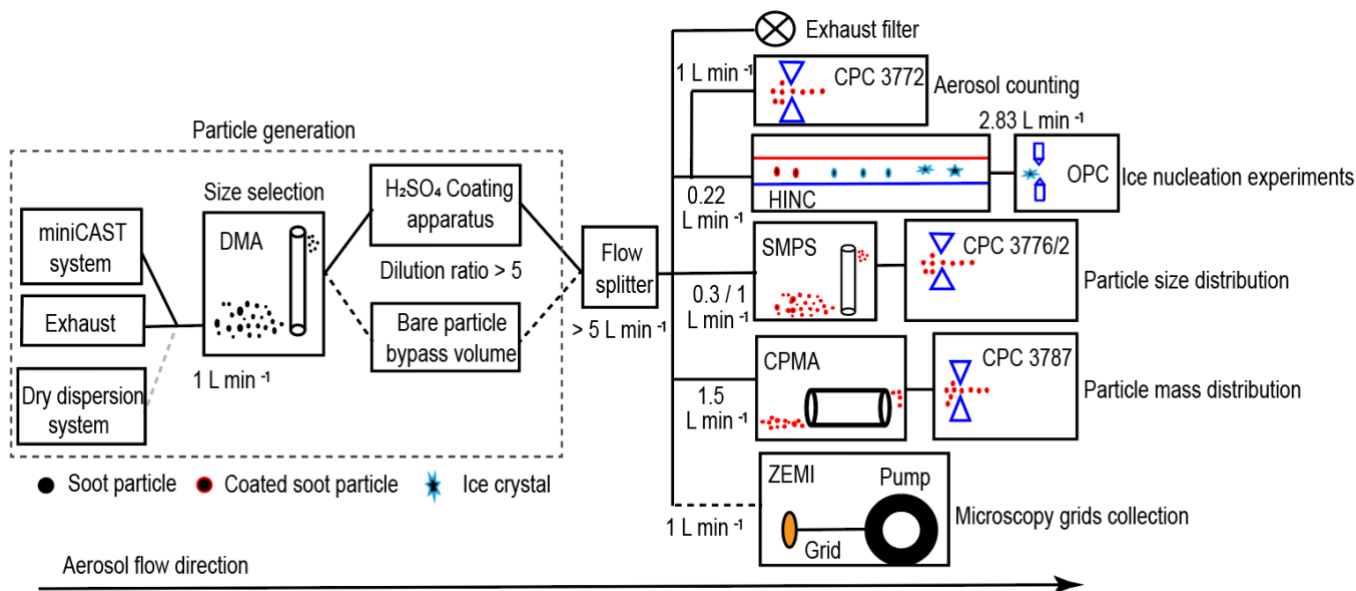 Exhaust filter
1 L min ⁻¹
CPC 3772
Aerosol counting
2.83 L min ⁻¹
Particle generation
Size selection
H₂SO₄ Coating
apparatus
0.22
L min ⁻¹
HINC
OPC
Ice nucleation experiments
miniCAST
system
DMA
Dilution ratio > 5
Flow
splitter
SMPS
CPC 3776/2
Particle size distribution
Exhaust
Bare particle
bypass volume
> 5 L min ⁻¹
0.3 / 1
L min ⁻¹
Dry dispersion
system
1 L min ⁻¹
CPMA
CPC 3787
Particle mass distribution
1.5
L min ⁻¹
Soot particle
Coated soot particle
Ice crystal
ZEMI
Pump
Grid
1 L min ⁻¹
Microscopy grids collection
Aerosol flow direction